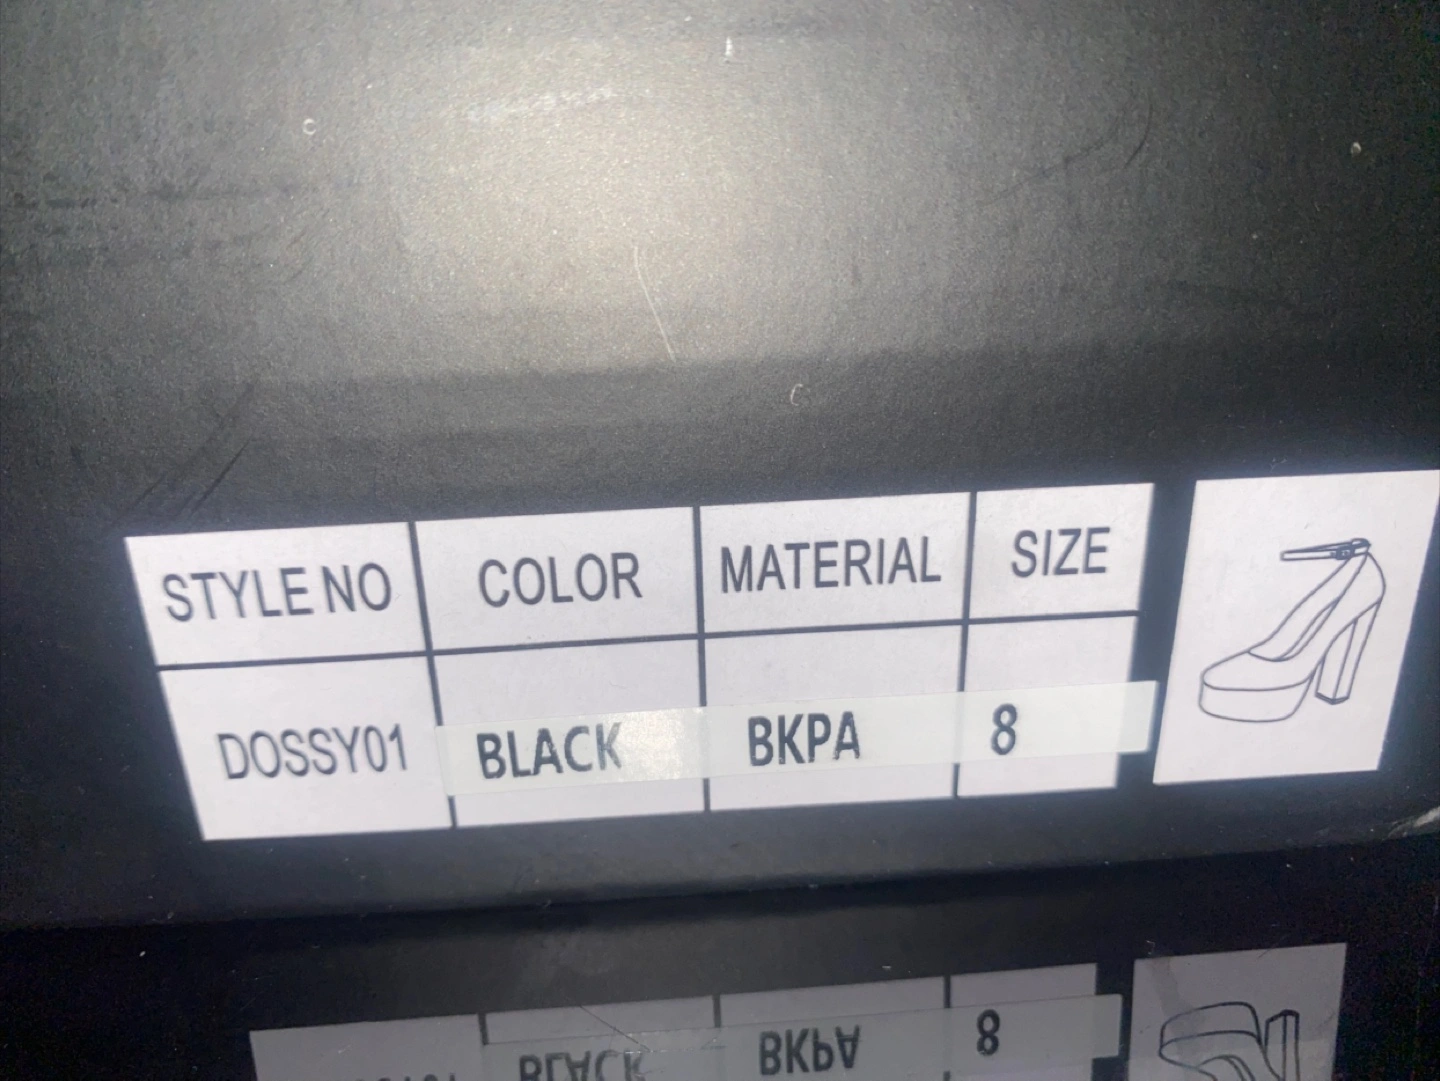 STYLE NO COLOR MATERIAL SIZE
DOSSY01 BLACK BKPA 8
BLACK BKPA 8